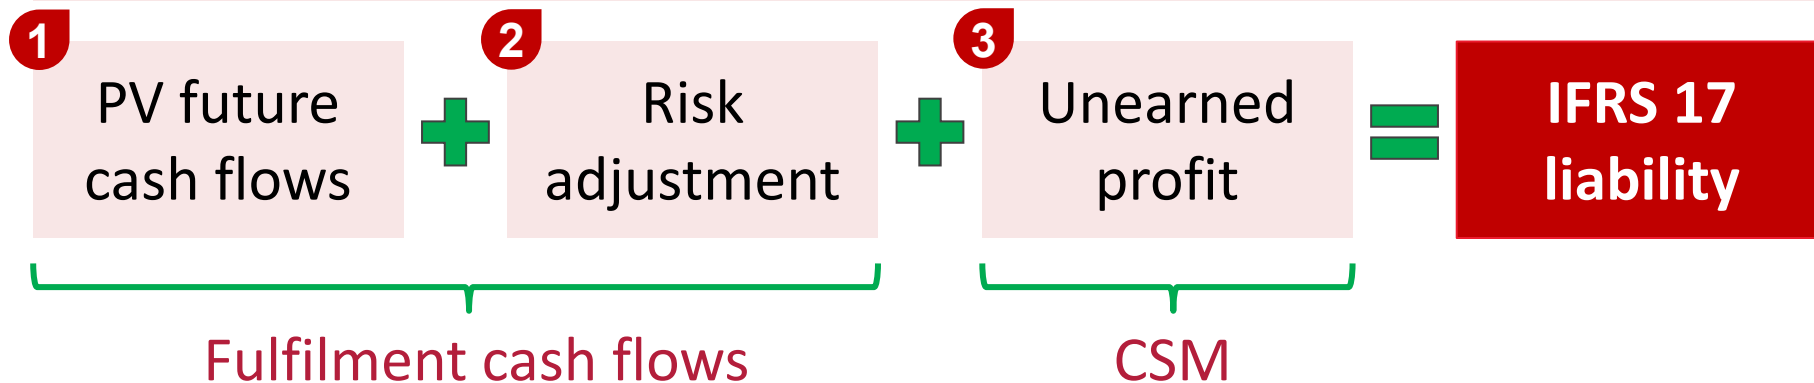 1
PV future
cash flows
2
Risk
adjustment
3
Unearned
profit
IFRS 17
liability
Fulfilment cash flows
CSM